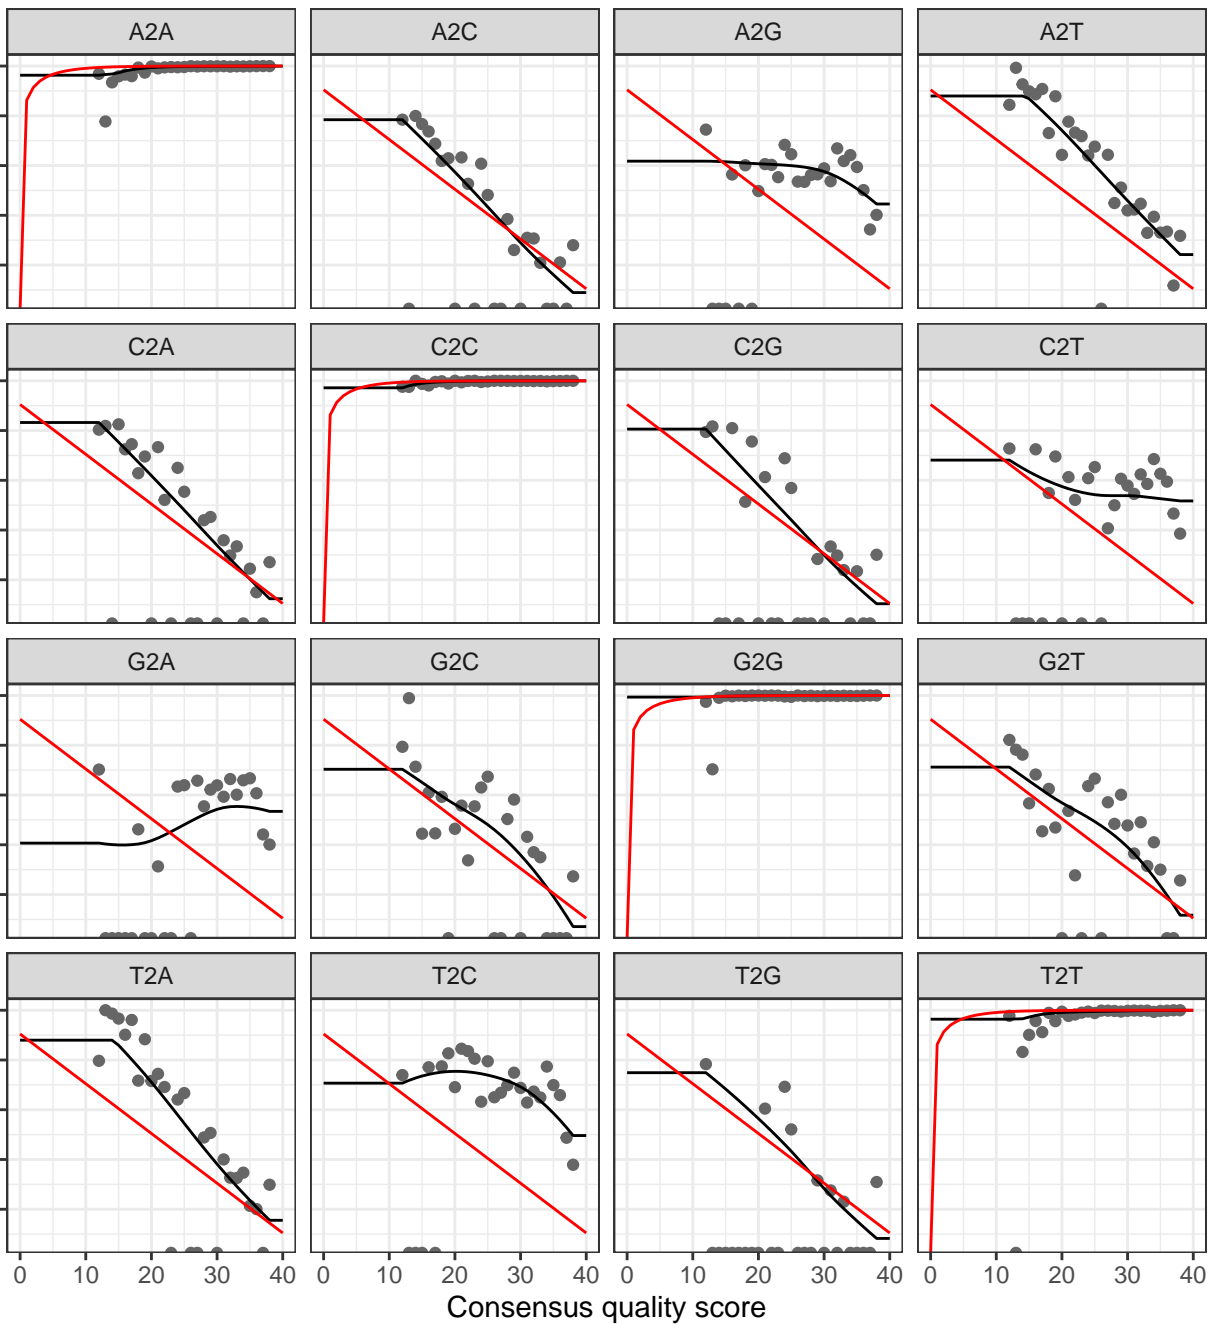 A2A A2C A2G A2T
C2A C2C C2G C2T
G2A G2C G2G G2T
T2A T2C T2G T2T
0 10 20 30 40 0 10 20 30 40 0 10 20 30 40 0 10 20 30 40
Consensus quality score